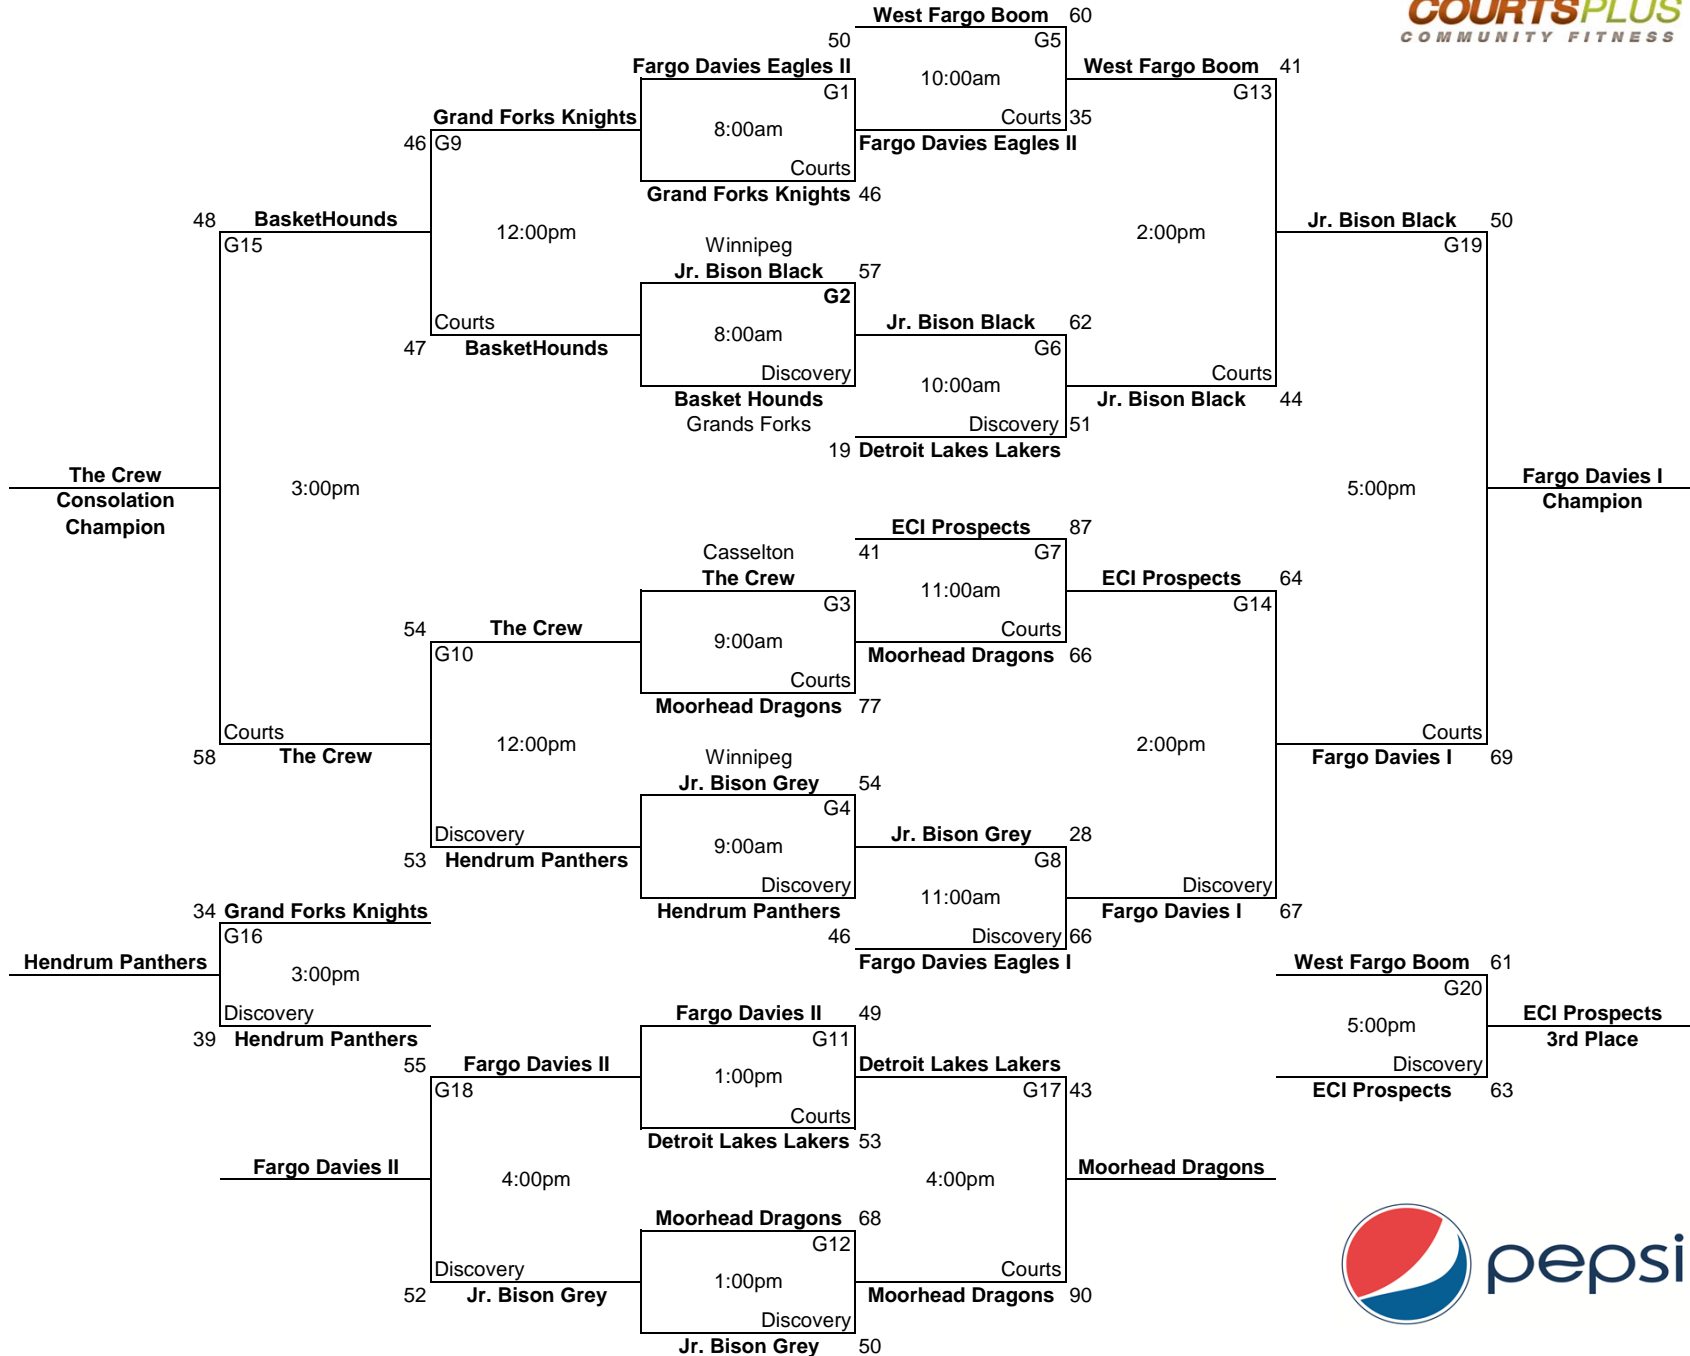 COURTSPLUS
COMMUNITY FITNESS
West Fargo Boom 60
50 G5
Fargo Davies Eagles II West Fargo Boom 41
10:00am
G1 G13
Grand Forks Knights Courts 35
8:00am
46 G9 Fargo Davies Eagles II
Courts
Grand Forks Knights 46
48 BasketHounds Jr. Bison Black 50
12:00pm 2:00pm
G15 Winnipeg G19
Jr. Bison Black 57
G2
Courts Jr. Bison Black 62
8:00am
47 BasketHounds G6
Discovery Courts
10:00am
Basket Hounds Jr. Bison Black 44
Grands Forks Discovery 51
19 Detroit Lakes Lakers
The Crew Fargo Davies I
3:00pm 5:00pm
Consolation Champion
Champion
ECI Prospects 87
Casselton 41 G7
The Crew ECI Prospects 64
11:00am
G3 G14
54 The Crew Courts
9:00am
G10 Moorhead Dragons 66
Courts
Moorhead Dragons 77
Courts Courts
12:00pm 2:00pm
58 The Crew Winnipeg Fargo Davies I 69
Jr. Bison Grey 54
G4
Discovery Jr. Bison Grey 28
9:00am
53 Hendrum Panthers G8
Discovery Discovery
11:00am
34 Grand Forks Knights Hendrum Panthers Fargo Davies I 67
G16 46 Discovery 66
Hendrum Panthers Fargo Davies Eagles I West Fargo Boom 61
3:00pm
G20
Discovery Fargo Davies II 49 ECI Prospects
5:00pm
39 Hendrum Panthers G11 3rd Place
55 Fargo Davies II Detroit Lakes Lakers Discovery
1:00pm
G18 G17 43 ECI Prospects 63
Courts
Detroit Lakes Lakers 53
Fargo Davies II Moorhead Dragons
4:00pm 4:00pm
Moorhead Dragons 68
G12
Discovery Courts
1:00pm
52 Jr. Bison Grey Moorhead Dragons 90
Discovery
Jr. Bison Grey 50
pepsi